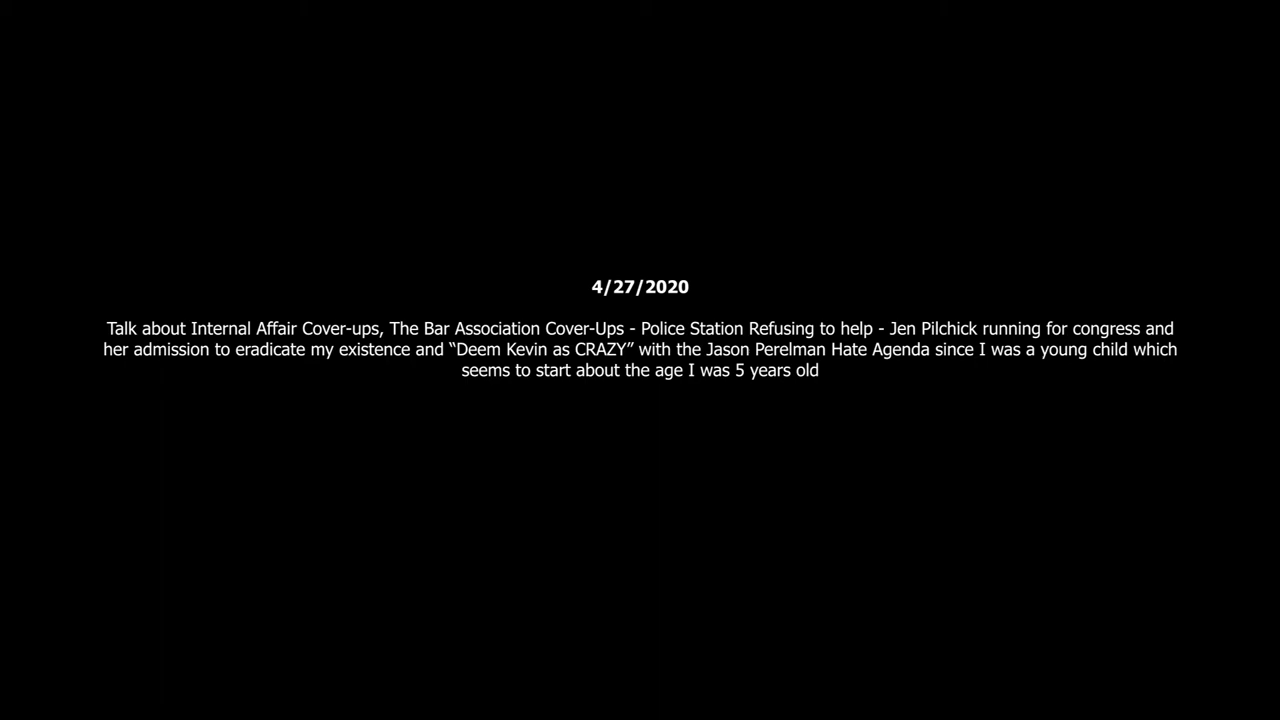 4/27/2020
Talk about Internal Affair Cover-ups, The Bar Association Cover-Ups - Police Station Refusing to help - Jen Pilchick running for congress and
her admission to eradicate my existence and “Deem Kevin as CRAZY” with the Jason Perelman Hate Agenda since I was a young child which
seems to start about the age I was 5 years old